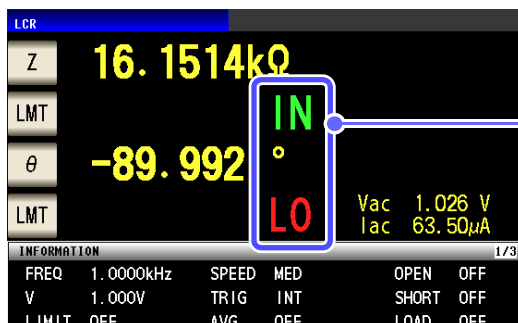 LCR
Z 16.1514kΩ
LMT IN
θ -89.992 °
LMT LO Vac 1.026 V
Iac 63.50μA
INFORMATION 1/3
FREQ 1.0000kHz SPEED MED OPEN OFF
V 1.000V TRIG INT SHORT OFF
LIMIT OFF AVG OFF LOAD OFF